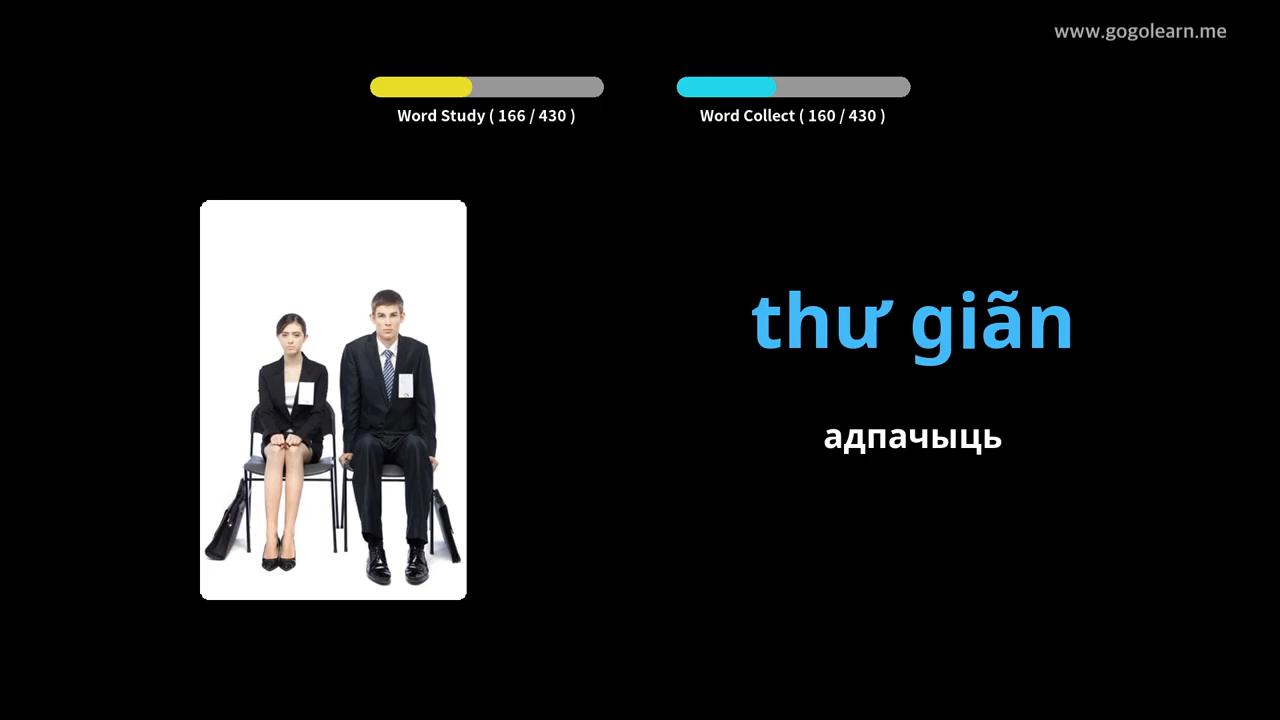 www.gogolearn.me
Word Study ( 166 / 430 )
Word Collect ( 160 / 430 )
thư giãn
адпачыць